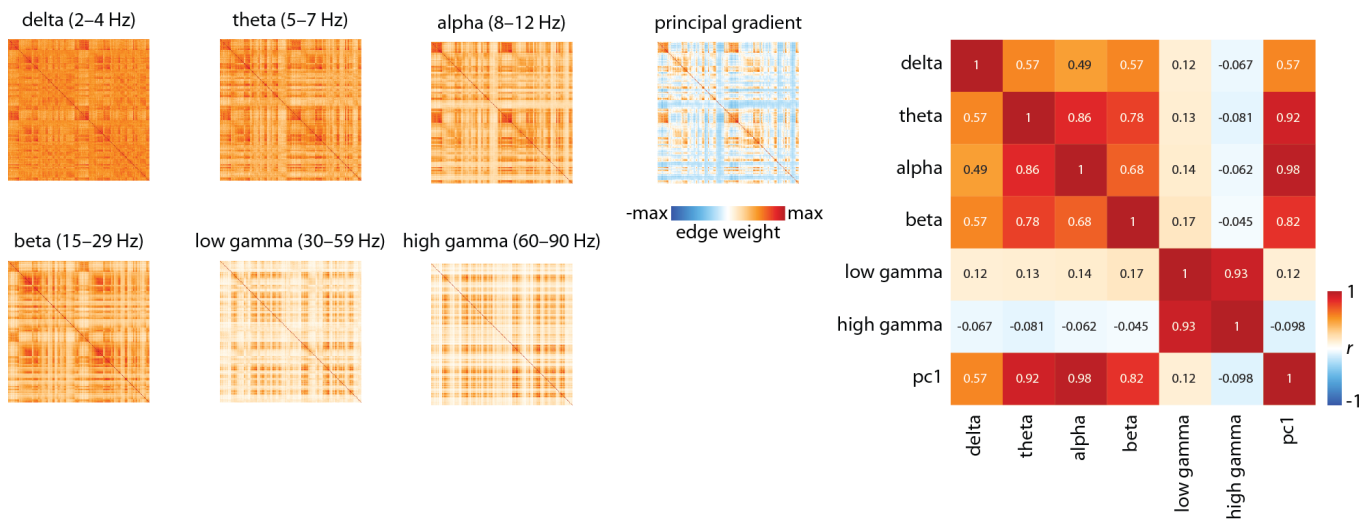 delta (2–4 Hz)
theta (5–7 Hz)
alpha (8–12 Hz)
principal gradient
-max
max
edge weight
beta (15–29 Hz)
low gamma (30–59 Hz)
high gamma (60–90 Hz)
delta 1 0.57 0.49 0.57 0.12 -0.067 0.57
theta 0.57 1 0.86 0.78 0.13 -0.081 0.92
alpha 0.49 0.86 1 0.68 0.14 -0.062 0.98
beta 0.57 0.78 0.68 1 0.17 -0.045 0.82
low gamma 0.12 0.13 0.14 0.17 1 0.93 0.12
high gamma -0.067 -0.081 -0.062 -0.045 0.93 1 -0.098
pc1 0.57 0.92 0.98 0.82 0.12 -0.098 1
delta
theta
alpha
beta
low gamma
high gamma
pc1
1
r
-1